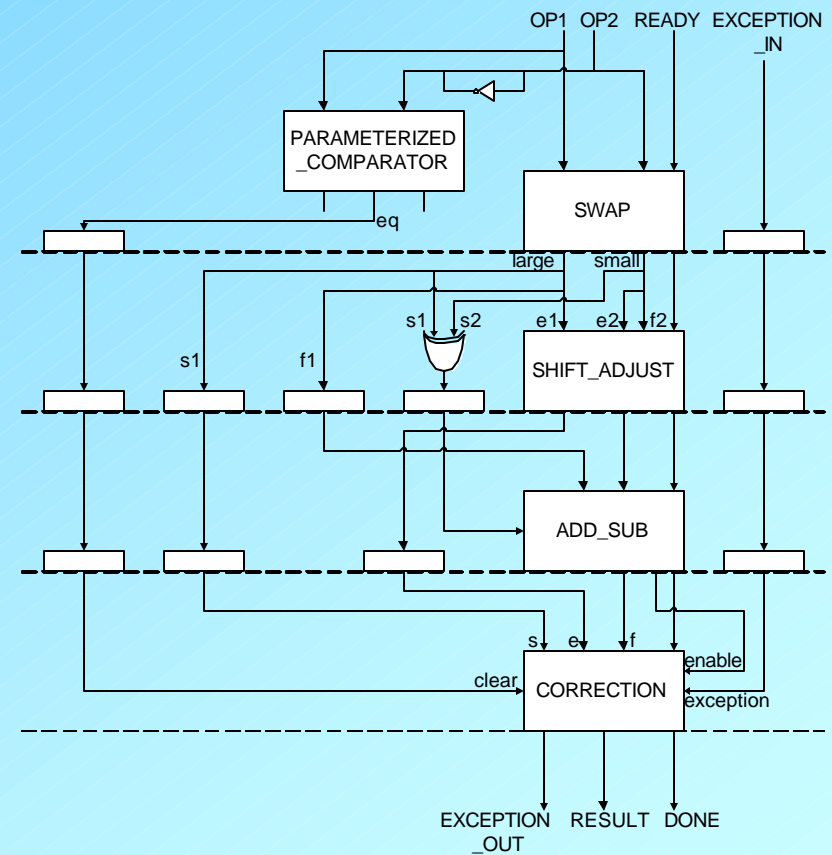 OP1 OP2 READY EXCEPTION
_IN
PARAMETERIZED
_COMPARATOR
SWAP
eq
large small
s1 s2 e1 e2 f2
s1 f1
SHIFT_ADJUST
ADD_SUB
s e f
enable
clear CORRECTION
exception
EXCEPTION
_OUT
RESULT DONE